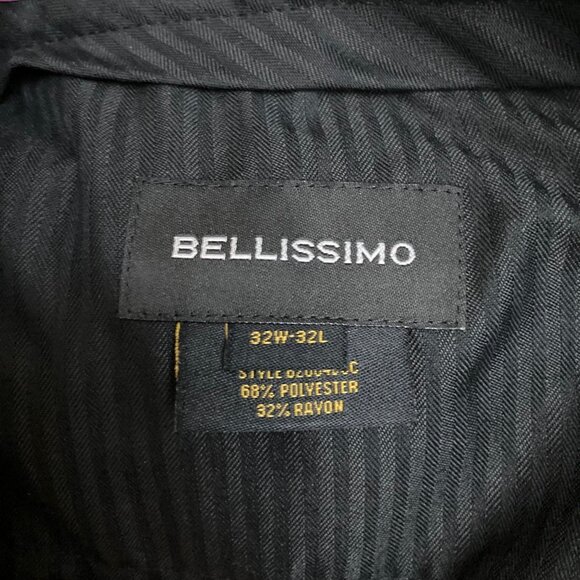 BELLISSIMO
32W-32L
STYLE
68% POLYESTER
32% RAYON